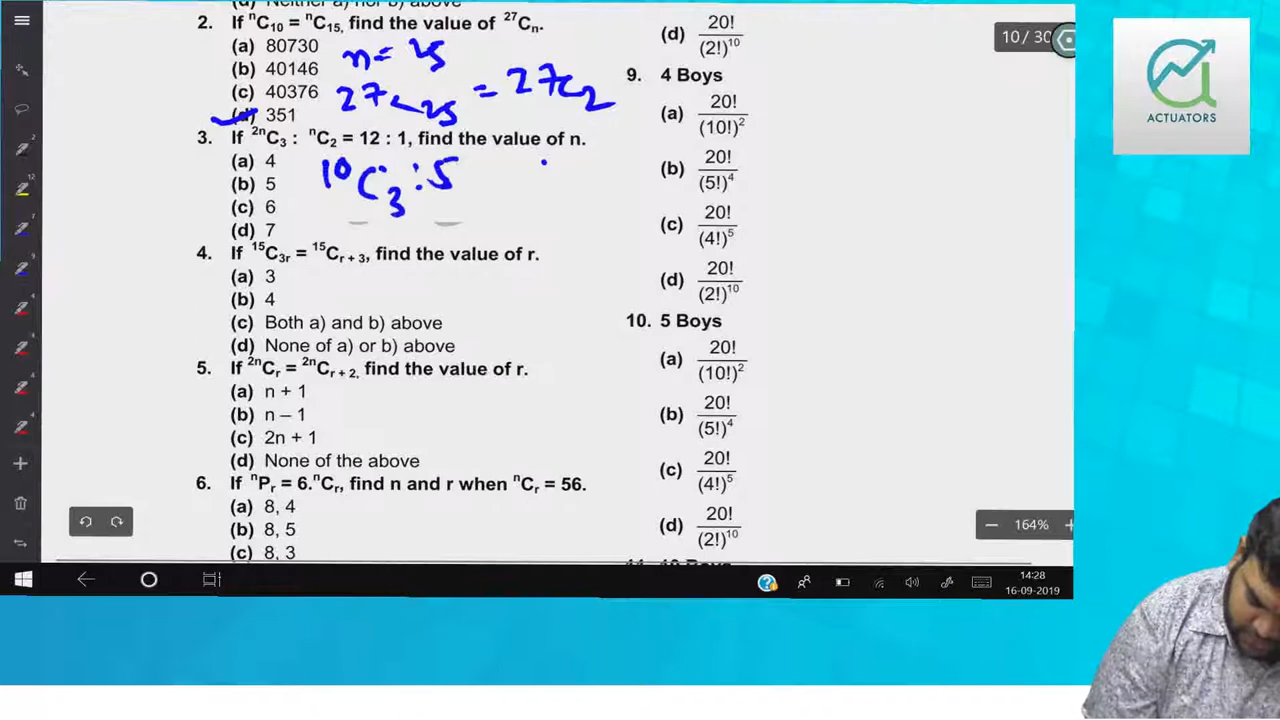 2. If ⁿC₁₀ = ⁿC₁₅, find the value of ²⁷Cₙ.
(a) 80730
(b) 40146
(c) 40376
(d) 351
n = 25
27C25 = 27C2
3. If ²ⁿC₃ : ⁿC₂ = 12 : 1, find the value of n.
(a) 4
(b) 5
(c) 6
(d) 7
10C3 : 5
4. If ¹⁵C₃ᵣ = ¹⁵Cᵣ ₊ ₃, find the value of r.
(a) 3
(b) 4
(c) Both a) and b) above
(d) None of a) or b) above
5. If ²ⁿCᵣ = ²ⁿCᵣ ₊ ₂, find the value of r.
(a) n + 1
(b) n – 1
(c) 2n + 1
(d) None of the above
6. If ⁿPᵣ = 6.ⁿCᵣ, find n and r when ⁿCᵣ = 56.
(a) 8, 4
(b) 8, 5
(c) 8, 3
(d) 20!/(2!)¹⁰
9. 4 Boys
(a) 20!/(10!)²
(b) 20!/(5!)⁴
(c) 20!/(4!)⁵
(d) 20!/(2!)¹⁰
10. 5 Boys
(a) 20!/(10!)²
(b) 20!/(5!)⁴
(c) 20!/(4!)⁵
(d) 20!/(2!)¹⁰
10 / 30
ACTUATORS
164%
14:28
16-09-2019